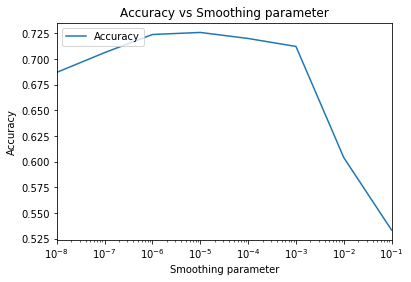 Accuracy vs Smoothing parameter
Accuracy
0.725
0.700
0.675
0.650
0.625
0.600
0.575
0.550
0.525
Accuracy
10⁻⁸ 10⁻⁷ 10⁻⁶ 10⁻⁵ 10⁻⁴ 10⁻³ 10⁻² 10⁻¹
Smoothing parameter